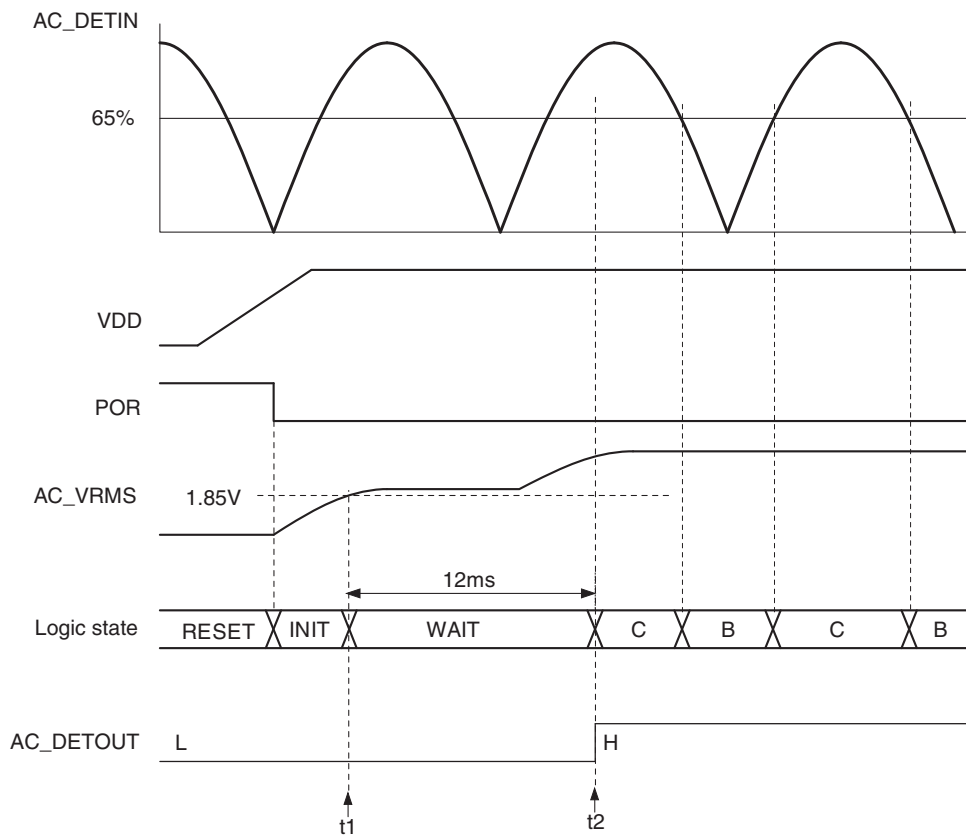 AC_DETIN
65%
VDD
POR
AC_VRMS 1.85V
12ms
Logic state RESET INIT WAIT C B C B
AC_DETOUT L H
t1 t2